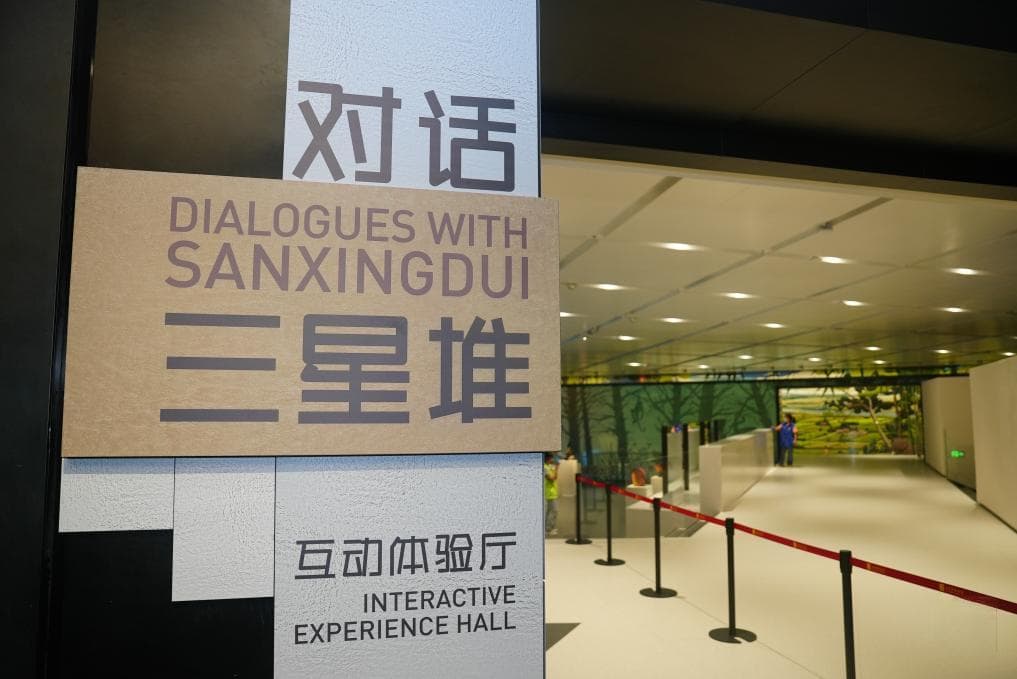 对话
DIALOGUES WITH
SANXINGDUI
三星堆
互动体验厅
INTERACTIVE
EXPERIENCE HALL